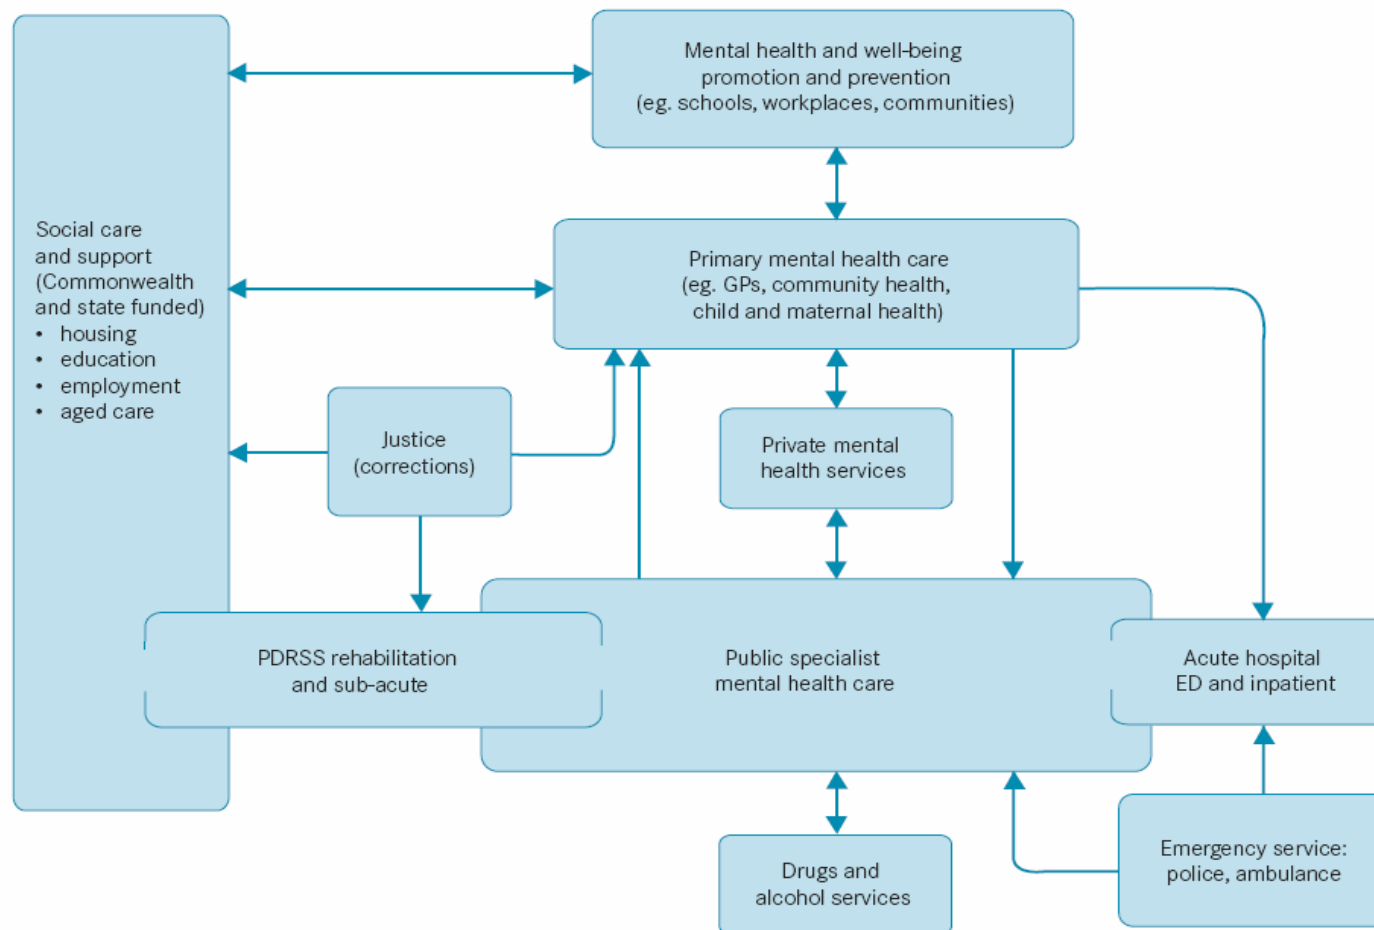 Mental health and well-being
promotion and prevention
(eg. schools, workplaces, communities)
Social care
and support
(Commonwealth
and state funded)
• housing
• education
• employment
• aged care
Primary mental health care
(eg. GPs, community health,
child and maternal health)
Justice
(corrections)
Private mental
health services
PDRSS rehabilitation
and sub-acute
Public specialist
mental health care
Acute hospital
ED and inpatient
Drugs and
alcohol services
Emergency service:
police, ambulance